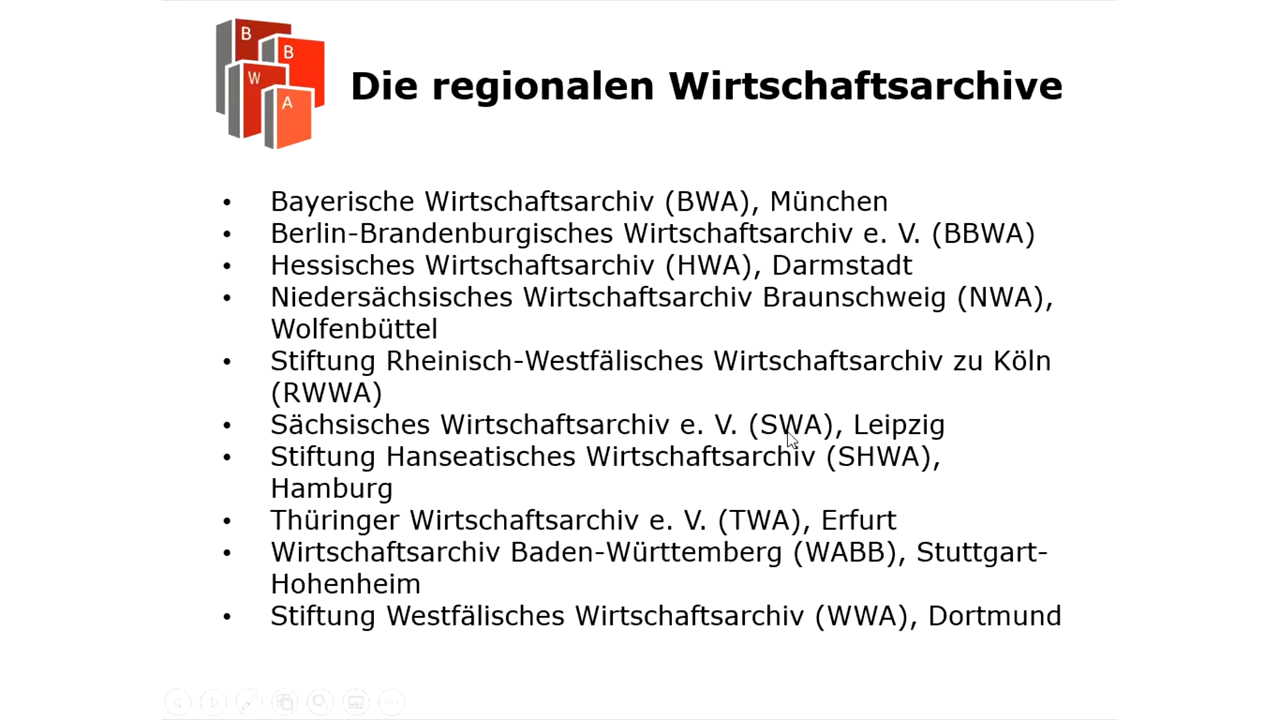 B
B
W
A
Die regionalen Wirtschaftsarchive
• Bayerische Wirtschaftsarchiv (BWA), München
• Berlin-Brandenburgisches Wirtschaftsarchiv e. V. (BBWA)
• Hessisches Wirtschaftsarchiv (HWA), Darmstadt
• Niedersächsisches Wirtschaftsarchiv Braunschweig (NWA),
Wolfenbüttel
• Stiftung Rheinisch-Westfälisches Wirtschaftsarchiv zu Köln
(RWWA)
• Sächsisches Wirtschaftsarchiv e. V. (SWA), Leipzig
• Stiftung Hanseatisches Wirtschaftsarchiv (SHWA),
Hamburg
• Thüringer Wirtschaftsarchiv e. V. (TWA), Erfurt
• Wirtschaftsarchiv Baden-Württemberg (WABB), Stuttgart-
Hohenheim
• Stiftung Westfälisches Wirtschaftsarchiv (WWA), Dortmund